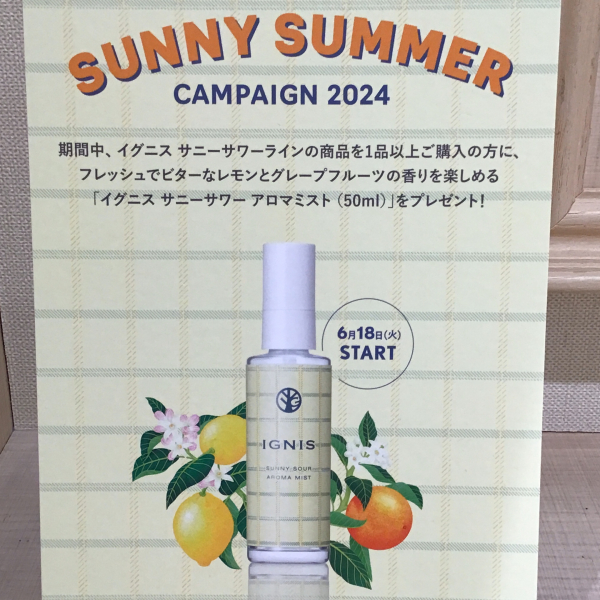 SUNNY SUMMER
CAMPAIGN 2024
期間中、イグニス サニーサワーラインの商品を1品以上ご購入の方に、
フレッシュでビターなレモンとグレープフルーツの香りを楽しめる
「イグニス サニーサワー アロマミスト（50ml）」をプレゼント！
6月18日（火）
START
IGNIS
SUNNY SOUR
AROMA MIST